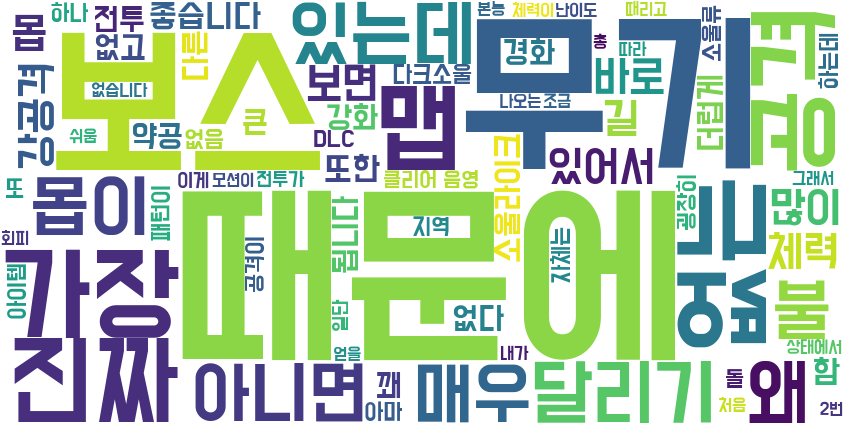 하나 전투 좋습니다 있는데 본능 체력이 난이도 때리고
몹 없고 다른 보스 무기 소울류 공격
없습니다 보면 경화 총 따라 하는데
강공격 큰 다크소울 맵 바로
나오는 조금 더럽게
쉬움 약공 없음 강화 DLC 길
또한 있어서 소울라이크
또 몹이 이게 모션이 전투가 클리어 음영 그래서
패턴이 굉장히 많이
회피 됩니다 지역 없는
가장 때문에 체력
아이템 공격이 자체는
일단 없다 불
진짜 얻을 내가 상태에서
아니면 꽤 매우 달리기 돌 왜 함
아마 처음 2번